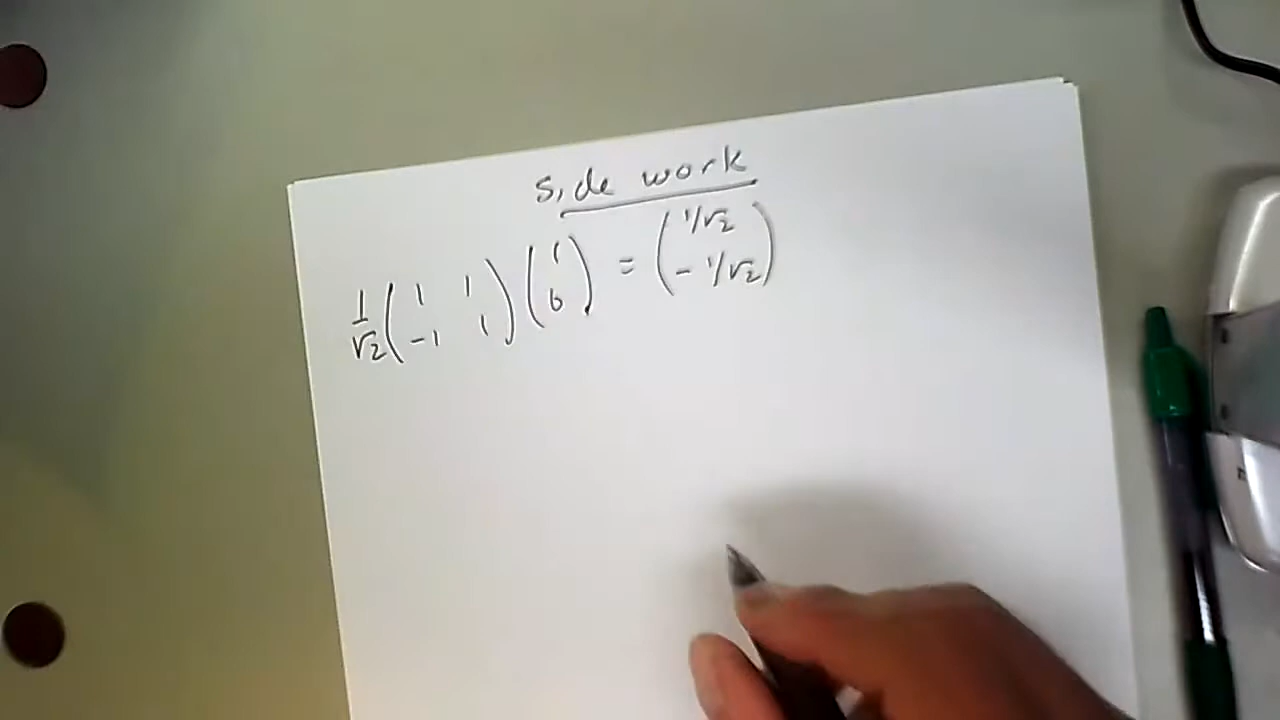 Side work
1/√2 ( 1 1 ; -1 1 ) ( 1 ; 0 ) = ( 1/√2 ; - 1/√2 )